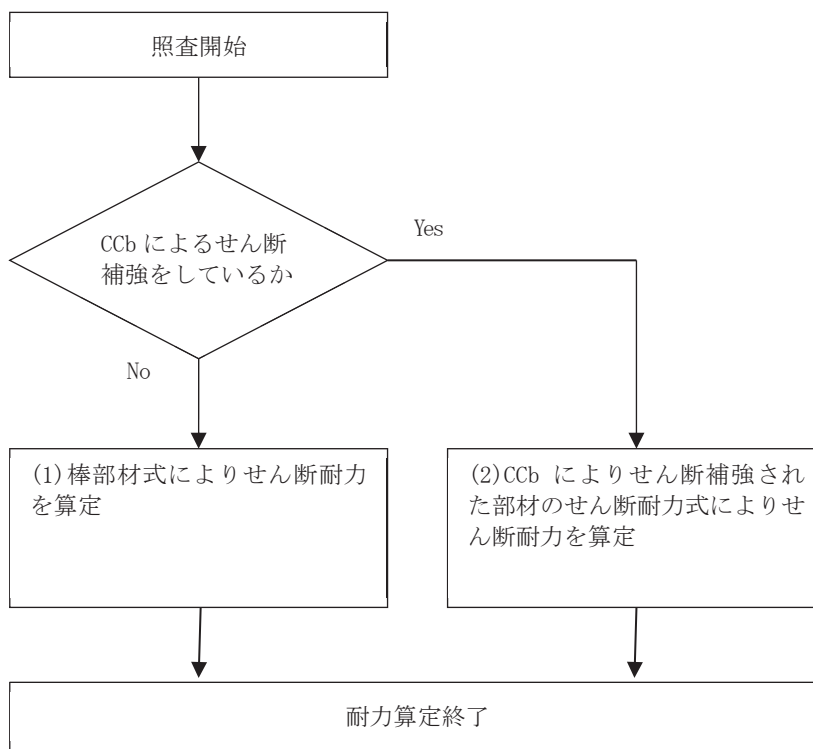 照査開始
CCb によるせん断
補強をしているか
Yes
No
(1)棒部材式によりせん断耐力
を算定
(2)CCb によりせん断補強され
た部材のせん断耐力式によりせ
ん断耐力を算定
耐力算定終了